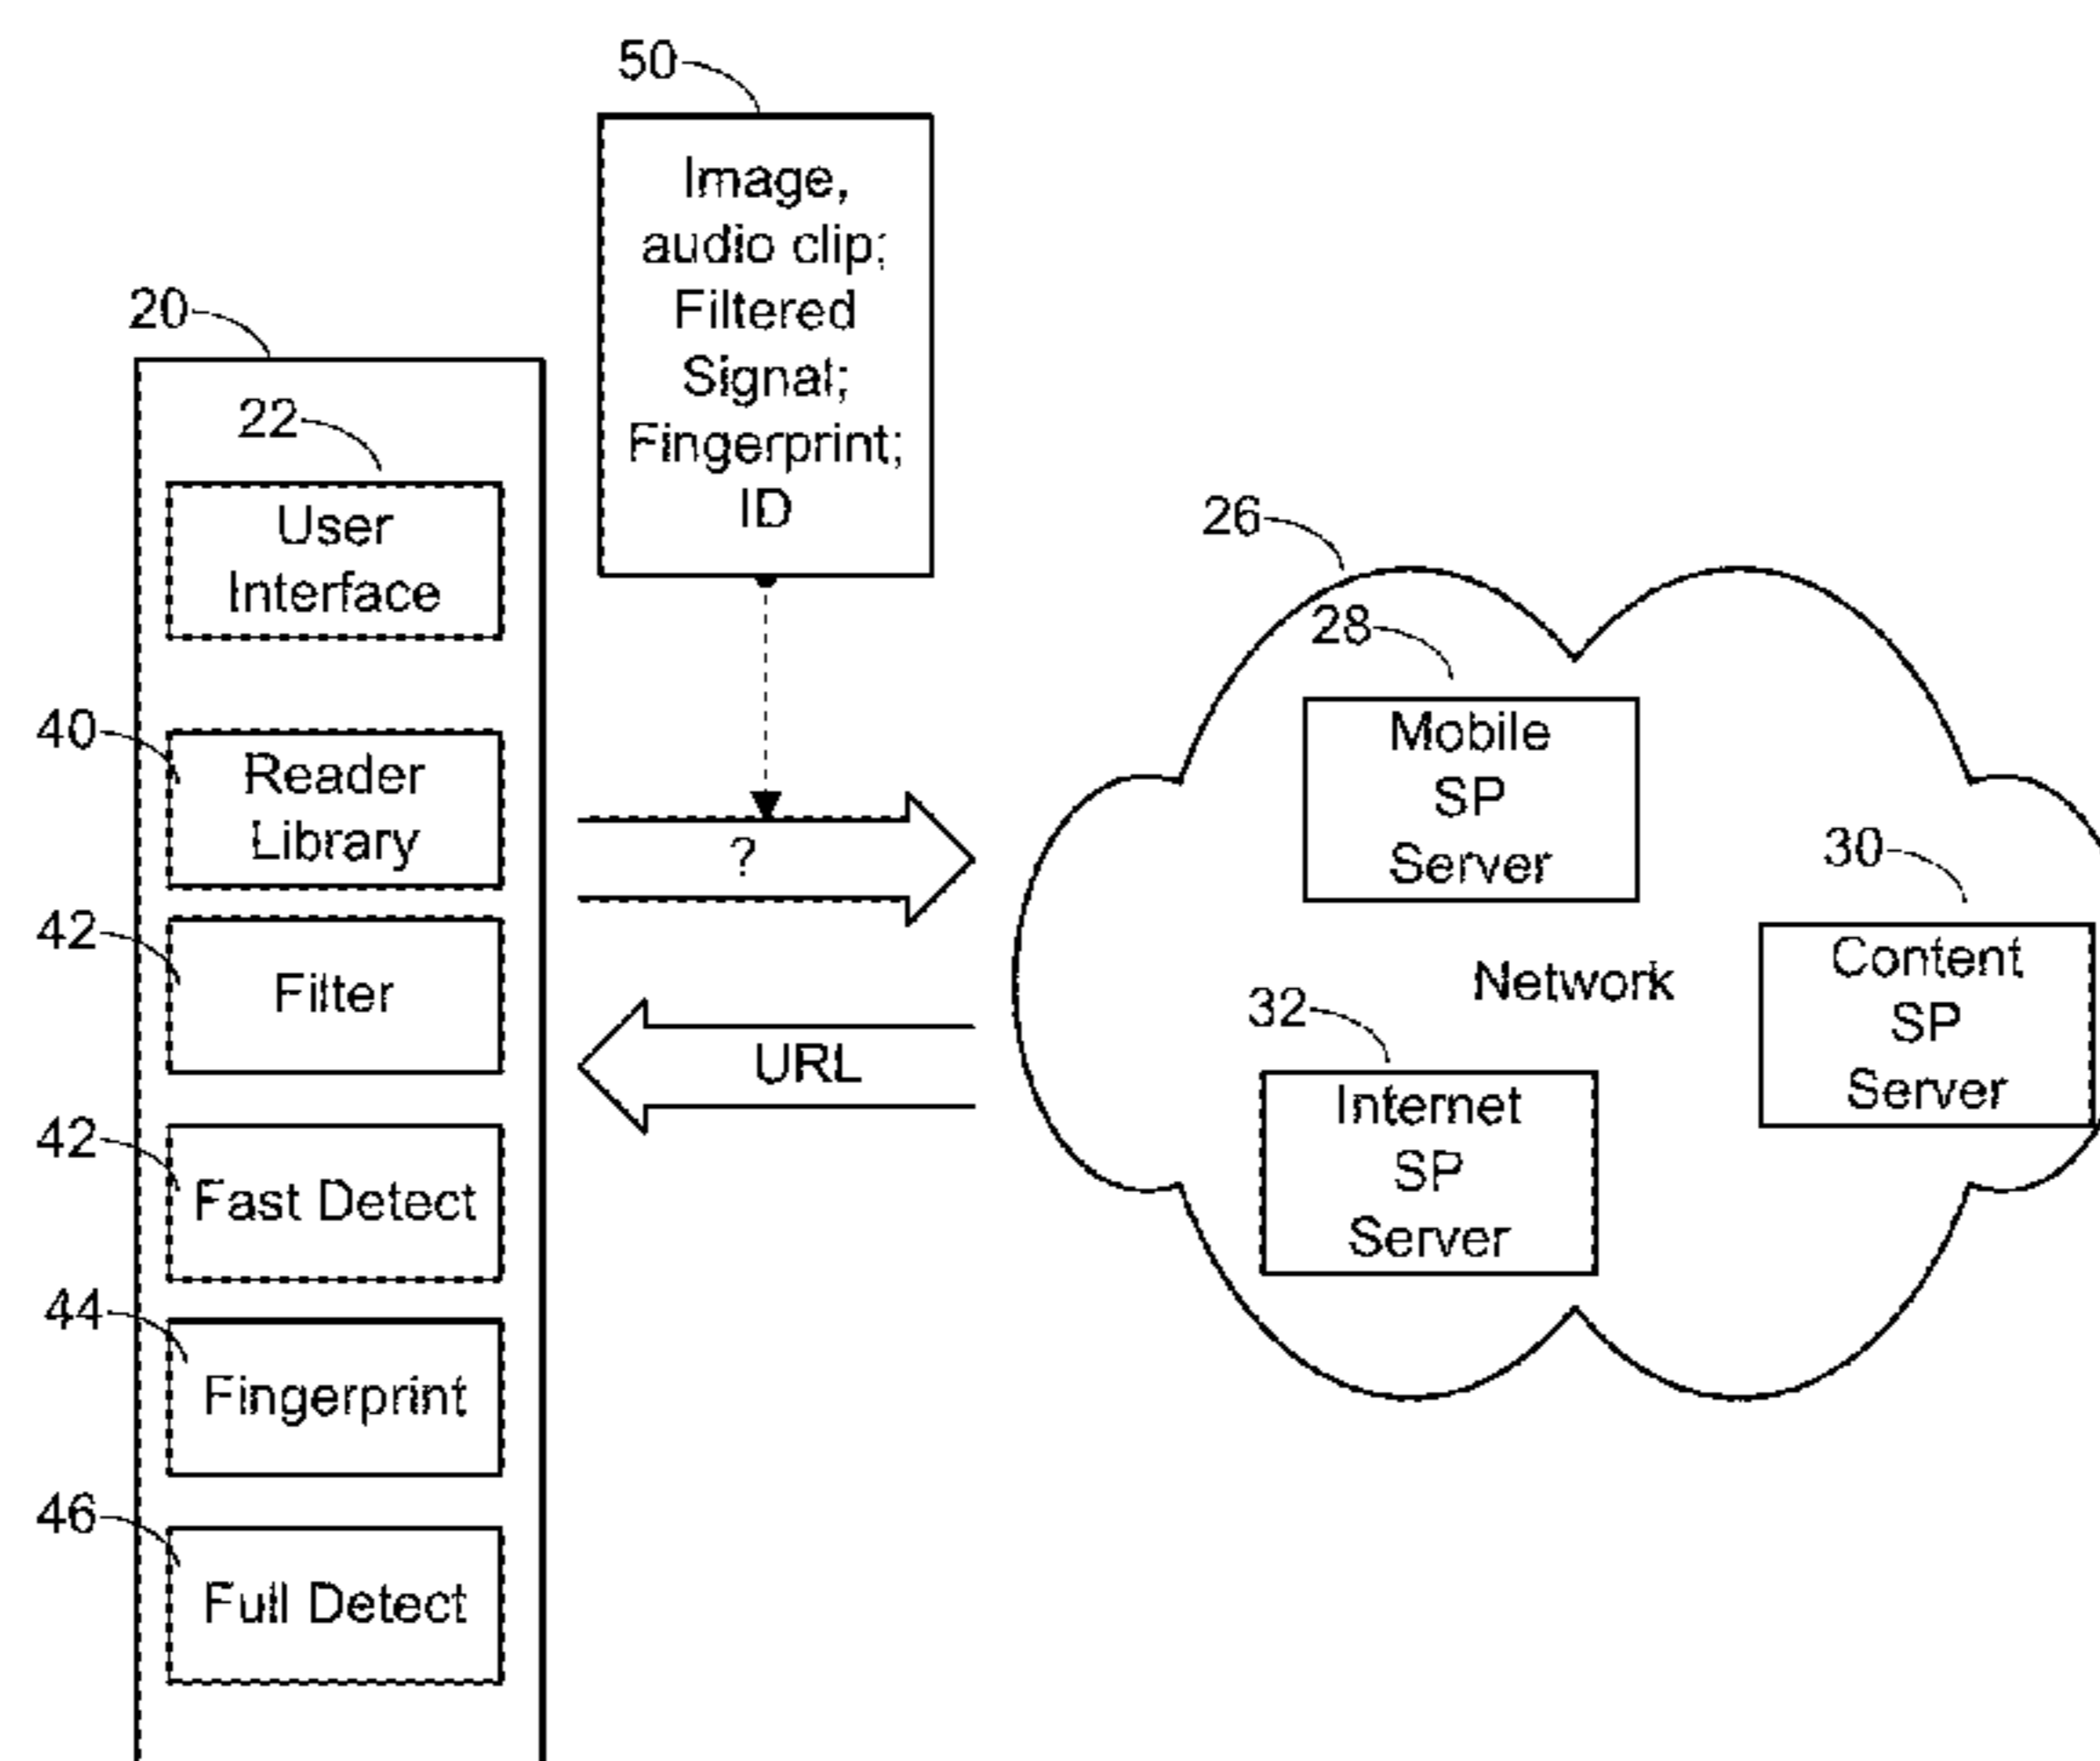 50
Image,
audio clip;
Filtered
Signal;
Fingerprint;
ID
20
22
User
Interface
40
Reader
Library
42
Filter
42
Fast Detect
44
Fingerprint
46
Full Detect
?
URL
26
28
Mobile
SP
Server
Network
30
Content
SP
Server
32
Internet
SP
Server